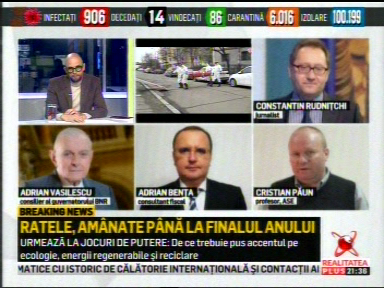 INFECTAȚI 906 DECEDAȚI 14 VINDECAȚI 86 CARANTINĂ 6.016 IZOLARE 100.199
CONSTANTIN RUDNIȚCHI
jurnalist
ADRIAN VASILESCU
consilier al guvernatorului BNR
ADRIAN BENȚA
consultant fiscal
CRISTIAN PĂUN
profesor, ASE
BREAKING NEWS
RATELE, AMÂNATE PÂNĂ LA FINALUL ANULUI
URMEAZĂ LA JOCURI DE PUTERE: De ce trebuie pus accentul pe
ecologie, energii regenerabile și reciclare
REALITATEA
PLUS 21:36
MATICE CU ISTORIC DE CĂLĂTORIE INTERNAȚIONALĂ ȘI CONTACȚII AI